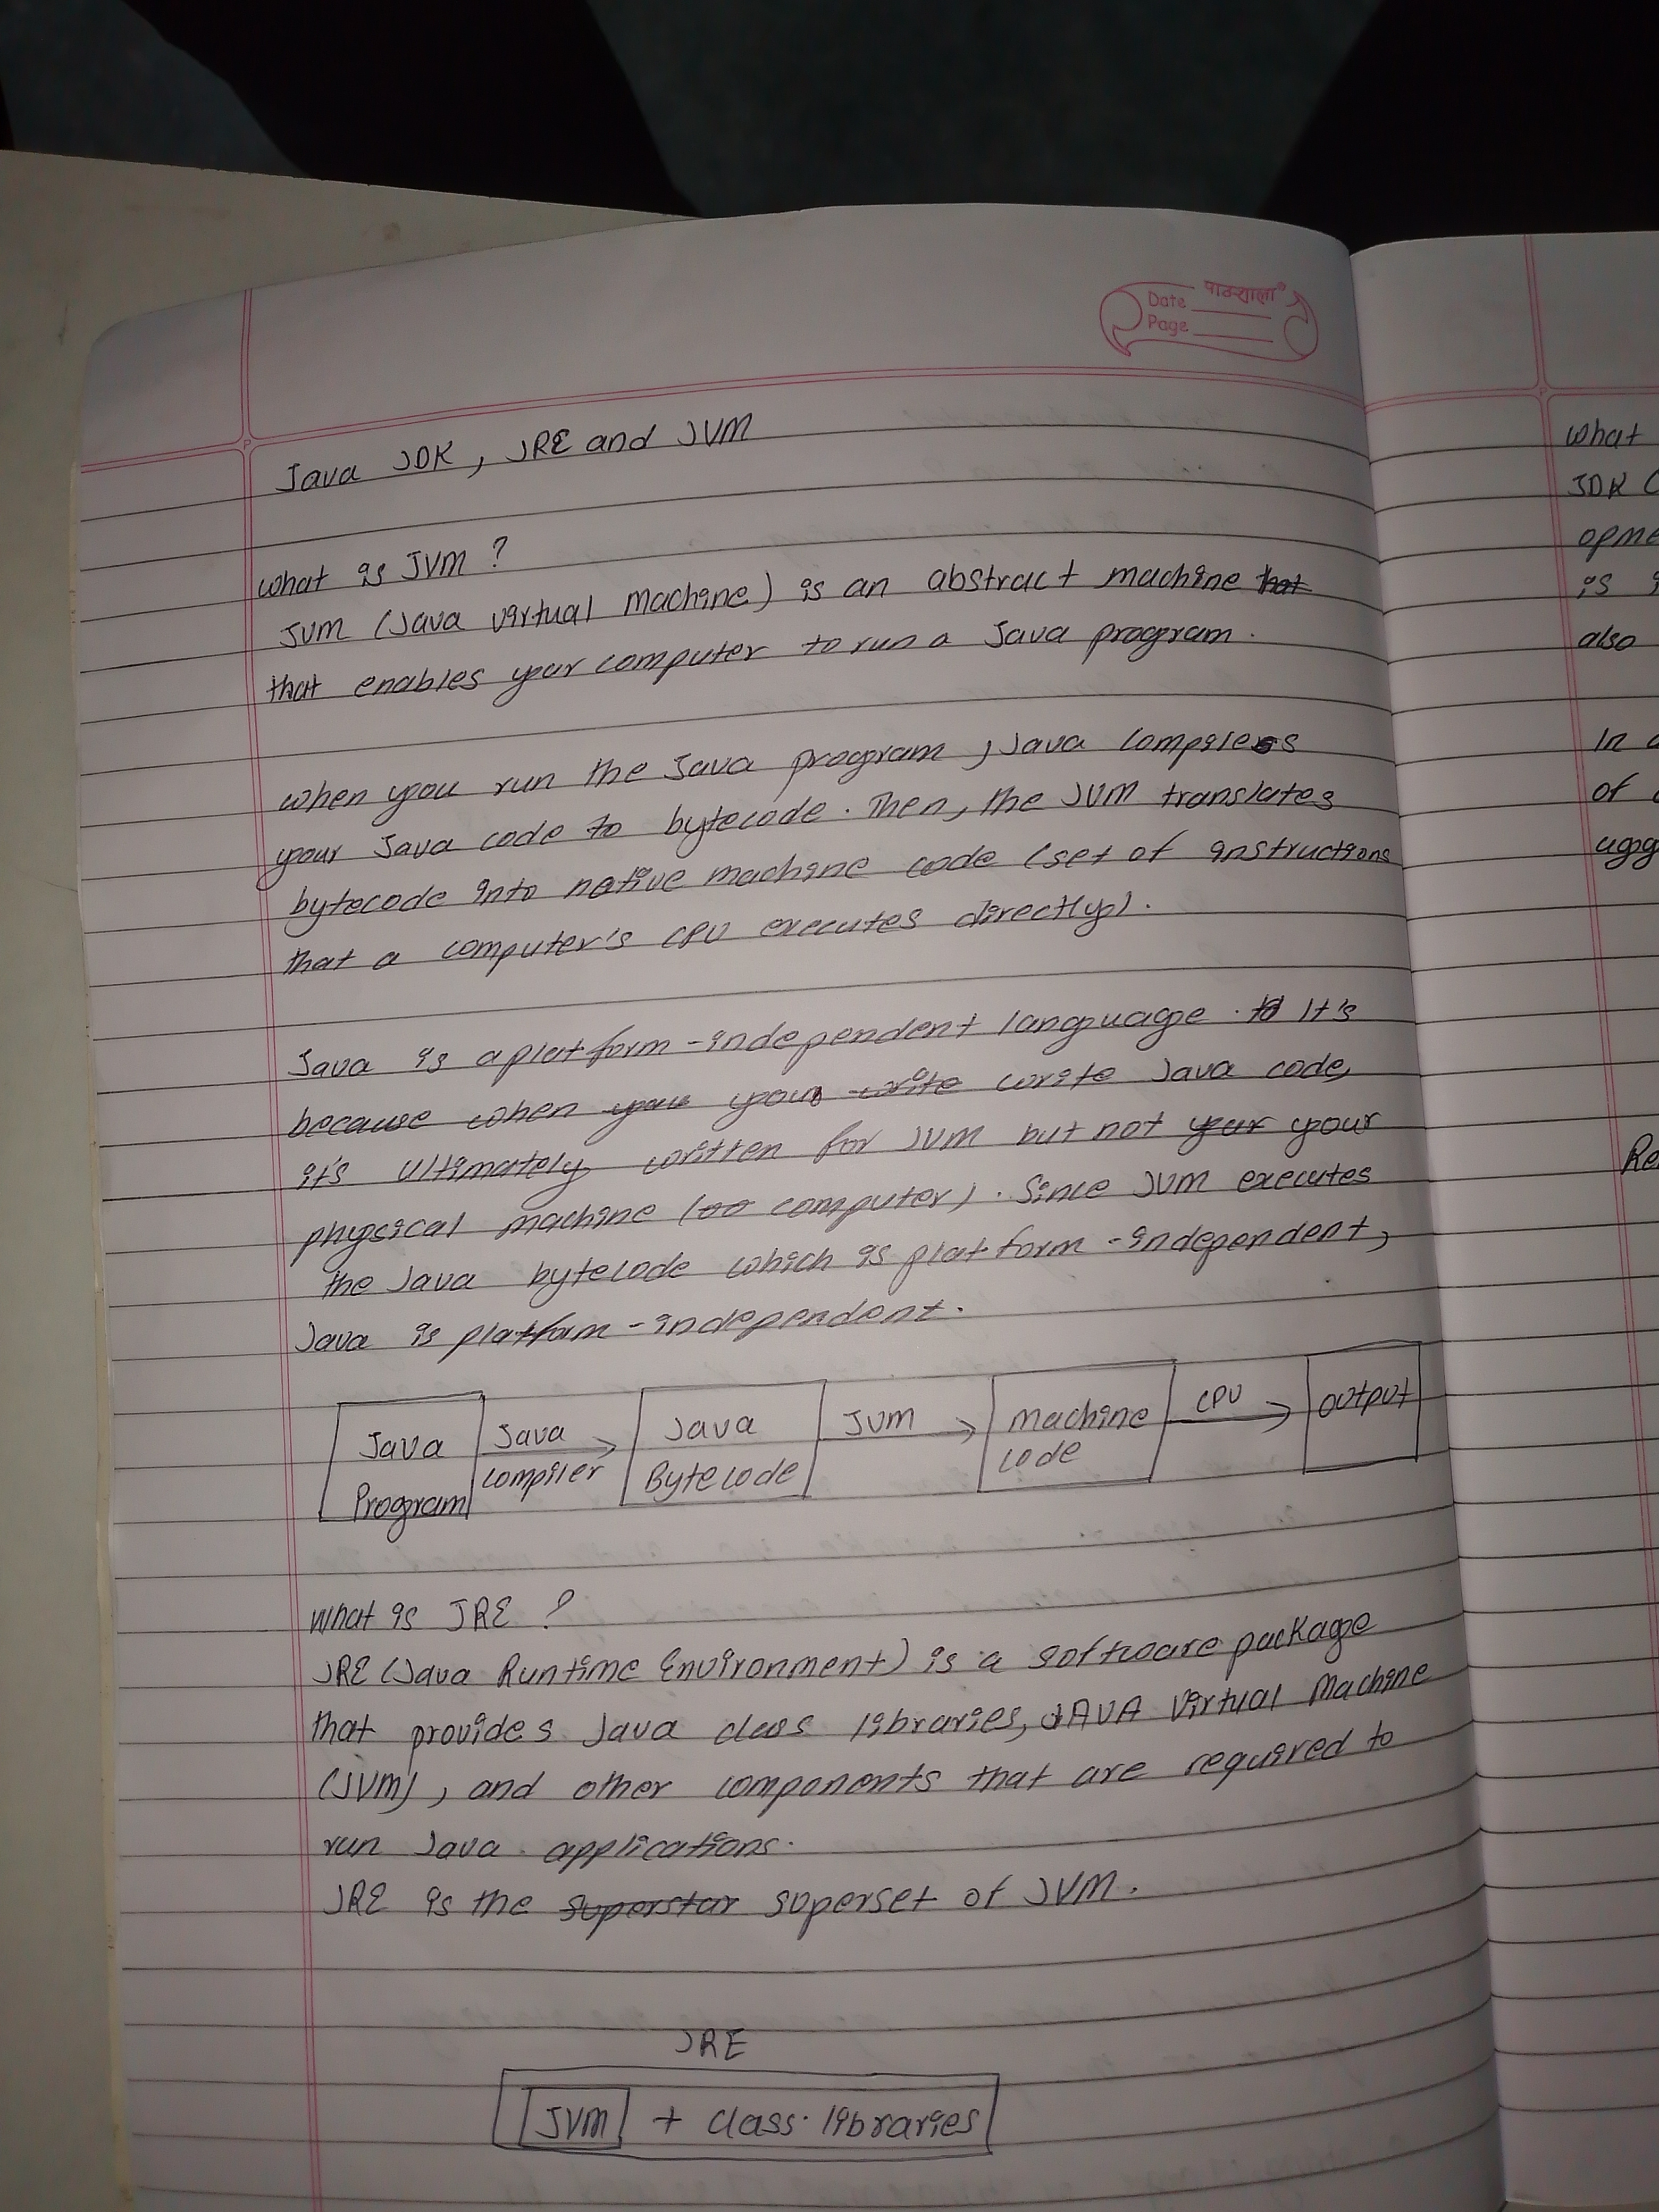 पाठशाला
Date
Page
Java JDK, JRE and JVM
What is JVM ?
JVM (Java virtual Machine) is an abstract machine that
that enables your computer to run a Java program.
when you run the Java program, Java compiles
your Java code to bytecode. Then, the JVM translates
bytecode into native machine code (set of instructions
that a computer's CPU executes directly).
Java is a platform-independent language. It's
because when you you write write Java code,
it's ultimately written for JVM but not your your
physical machine (computer). Since JVM executes
the Java bytecode which is platform-independent,
Java is platform-independent.
Java Program
Java compiler
Java Bytecode
JVM
Machine code
CPU
output
What is JRE ?
JRE (Java Runtime Environment) is a software package
that provides Java class libraries, JAVA Virtual Machine
(JVM), and other components that are required to
run Java applications.
JRE is the superstar superset of JVM.
JRE
JVM + class libraries
what
JDK (
opme
is
also
In
of
Re